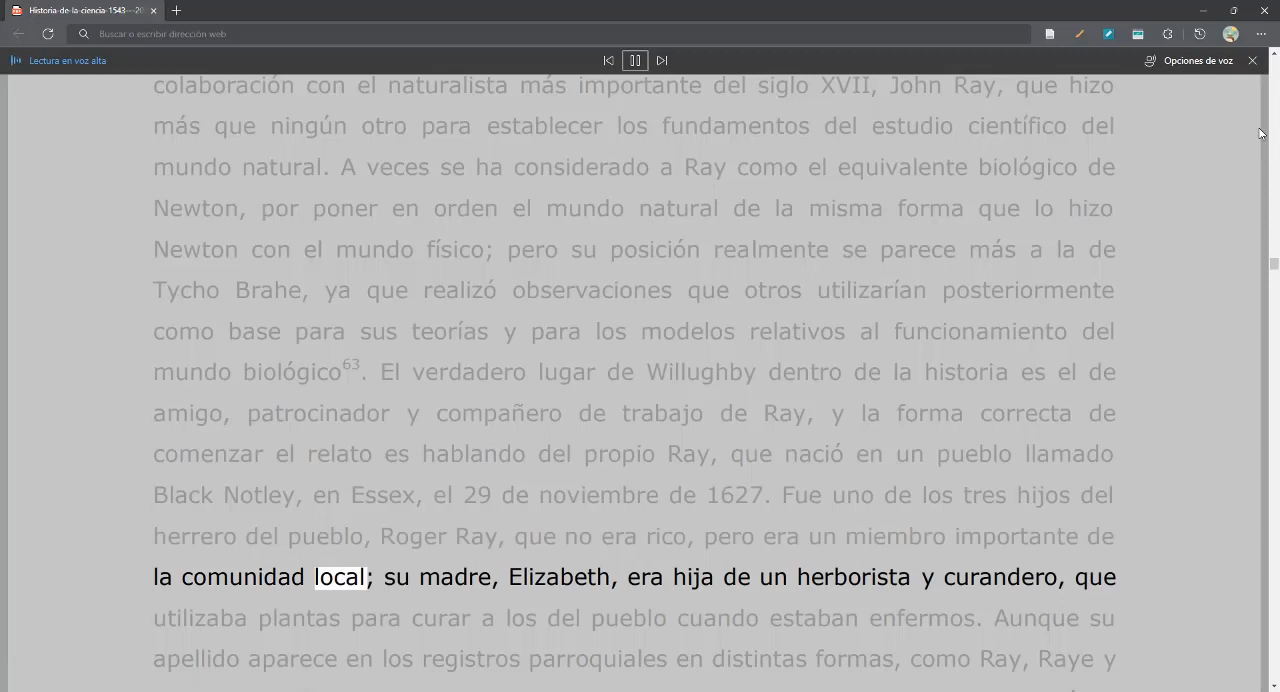 Historia-de-la-ciencia-1543---20
Buscar o escribir dirección web
Lectura en voz alta
Opciones de voz
colaboración con el naturalista más importante del siglo XVII, John Ray, que hizo
más que ningún otro para establecer los fundamentos del estudio científico del
mundo natural. A veces se ha considerado a Ray como el equivalente biológico de
Newton, por poner en orden el mundo natural de la misma forma que lo hizo
Newton con el mundo físico; pero su posición realmente se parece más a la de
Tycho Brahe, ya que realizó observaciones que otros utilizarían posteriormente
como base para sus teorías y para los modelos relativos al funcionamiento del
mundo biológico63. El verdadero lugar de Willughby dentro de la historia es el de
amigo, patrocinador y compañero de trabajo de Ray, y la forma correcta de
comenzar el relato es hablando del propio Ray, que nació en un pueblo llamado
Black Notley, en Essex, el 29 de noviembre de 1627. Fue uno de los tres hijos del
herrero del pueblo, Roger Ray, que no era rico, pero era un miembro importante de
la comunidad local; su madre, Elizabeth, era hija de un herborista y curandero, que
utilizaba plantas para curar a los del pueblo cuando estaban enfermos. Aunque su
apellido aparece en los registros parroquiales en distintas formas, como Ray, Raye y